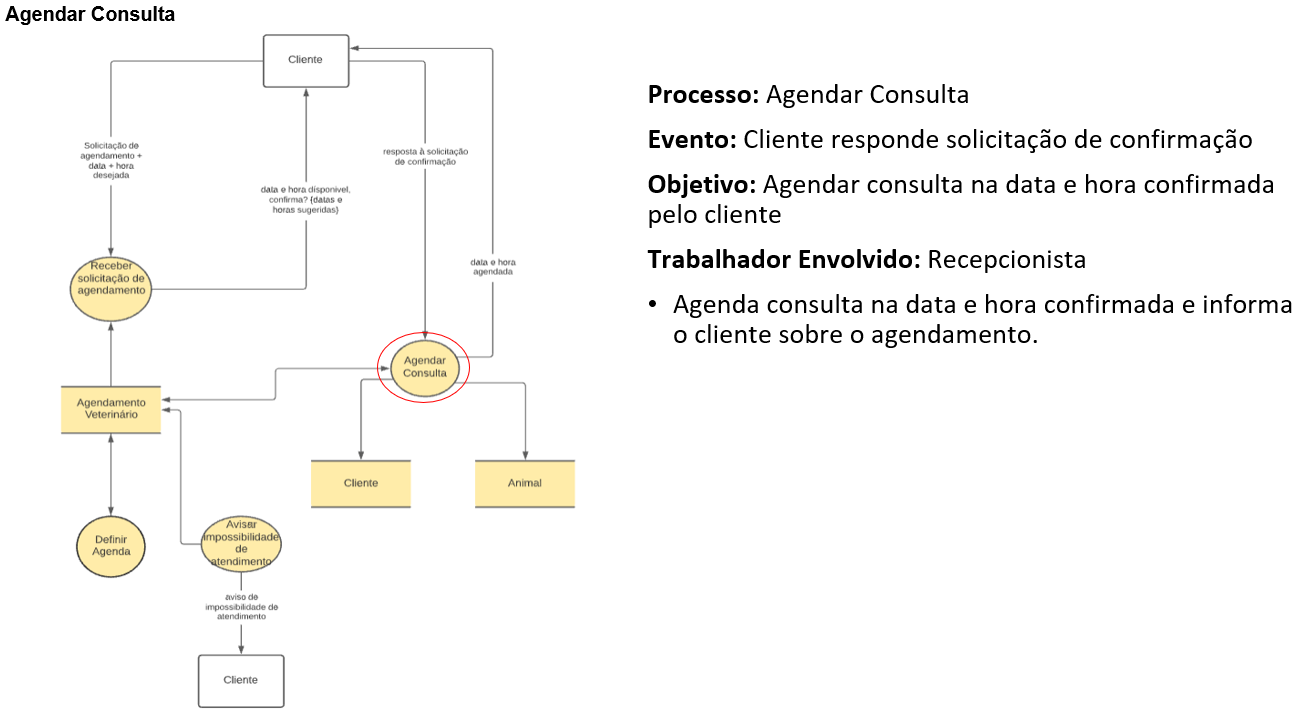 Agendar Consulta
Cliente
Solicitação de
agendamento +
data + hora
desejada
resposta à solicitação
de confirmação
data e hora disponivel,
confirma? {datas e
horas sugeridas}
data e hora
agendada
Receber
solicitação de
agendamento
Agendar
Consulta
Agendamento
Veterinário
Cliente
Animal
Definir
Agenda
Avisar
impossibilidade
de
atendimento
aviso de
impossibilidade de
atendimento
Cliente
Processo: Agendar Consulta
Evento: Cliente responde solicitação de confirmação
Objetivo: Agendar consulta na data e hora confirmada
pelo cliente
Trabalhador Envolvido: Recepcionista
• Agenda consulta na data e hora confirmada e informa
o cliente sobre o agendamento.